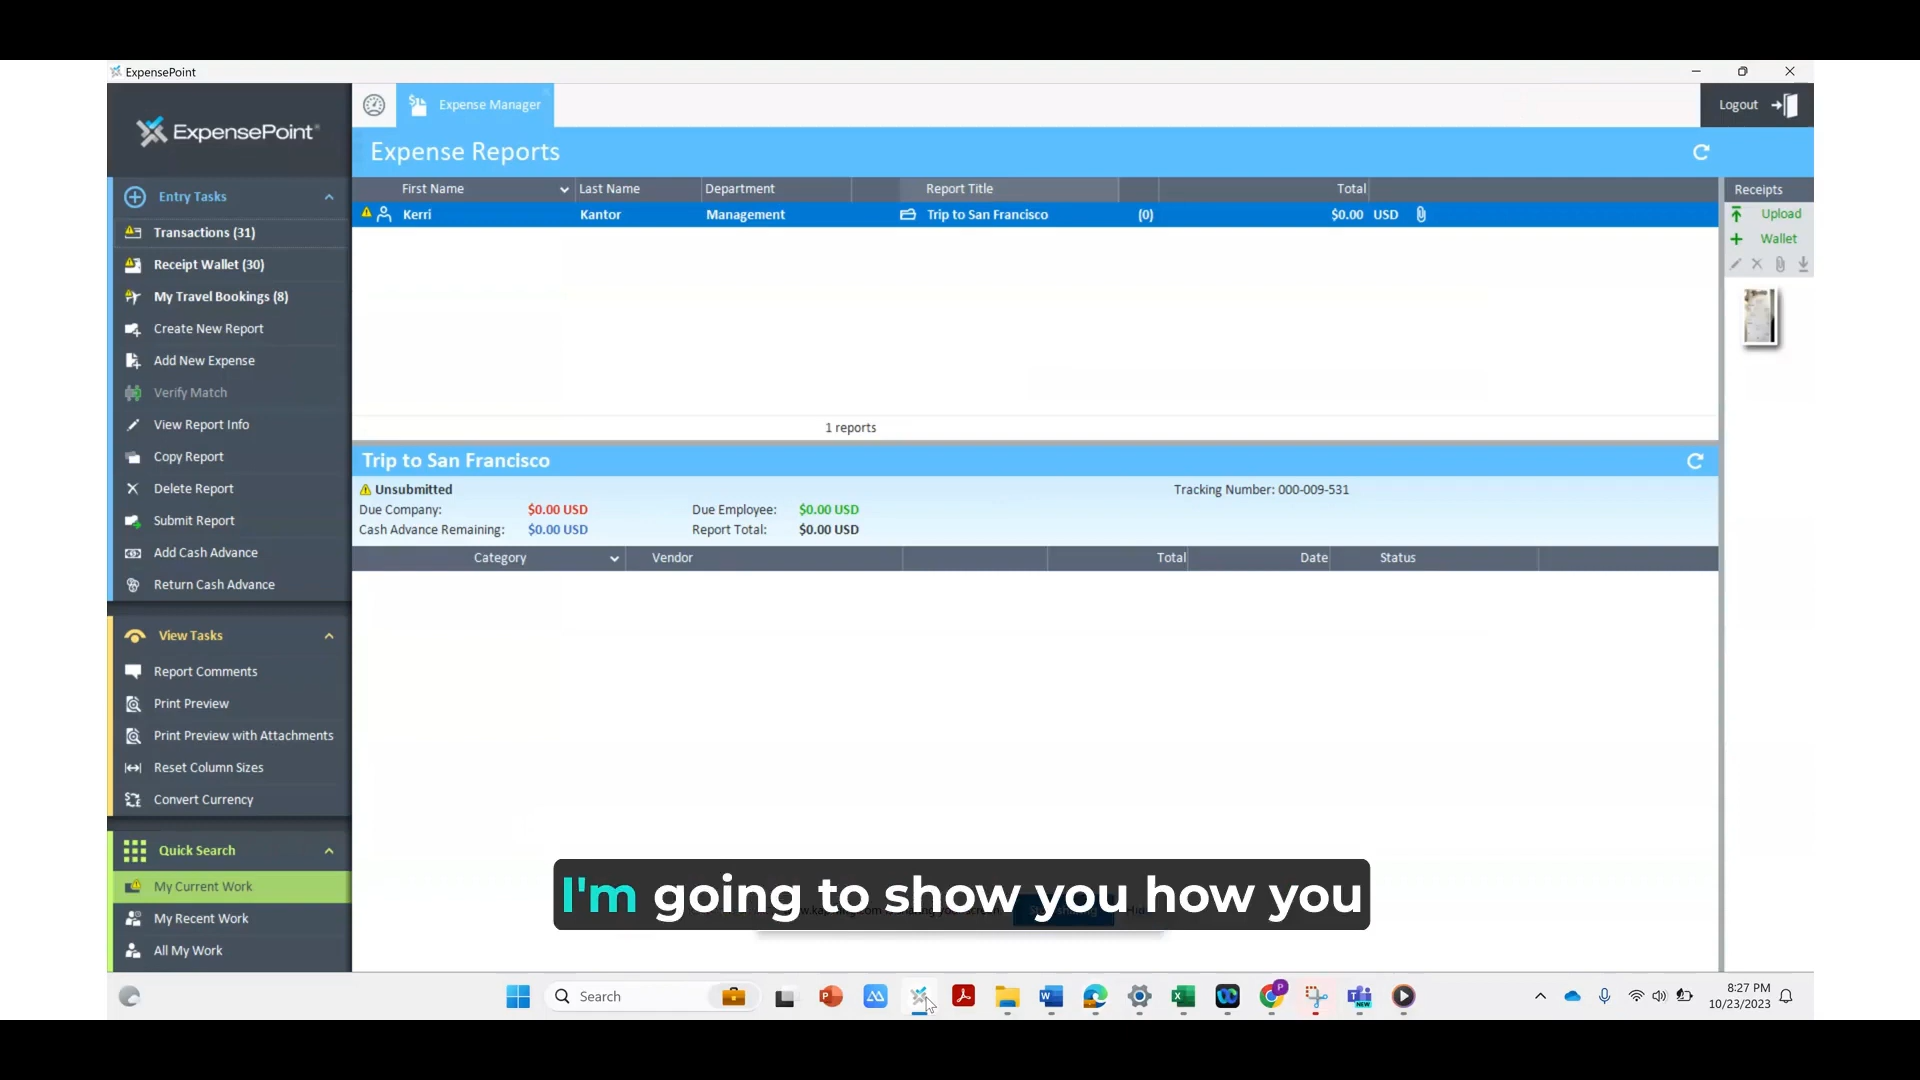 ExpensePoint
ExpensePoint
Expense Manager
Logout
Expense Reports
First Name Last Name Department Report Title Total
Kerri Kantor Management Trip to San Francisco (0) $0.00 USD
1 reports
Receipts
Upload
Wallet
Entry Tasks
Transactions (31)
Receipt Wallet (30)
My Travel Bookings (8)
Create New Report
Add New Expense
Verify Match
View Report Info
Copy Report
Delete Report
Submit Report
Add Cash Advance
Return Cash Advance
View Tasks
Report Comments
Print Preview
Print Preview with Attachments
Reset Column Sizes
Convert Currency
Quick Search
My Current Work
My Recent Work
All My Work
Trip to San Francisco
Unsubmitted Tracking Number: 000-009-531
Due Company: $0.00 USD Due Employee: $0.00 USD
Cash Advance Remaining: $0.00 USD Report Total: $0.00 USD
Category Vendor Total Date Status
I'm going to show you how you
Search
8:27 PM
10/23/2023